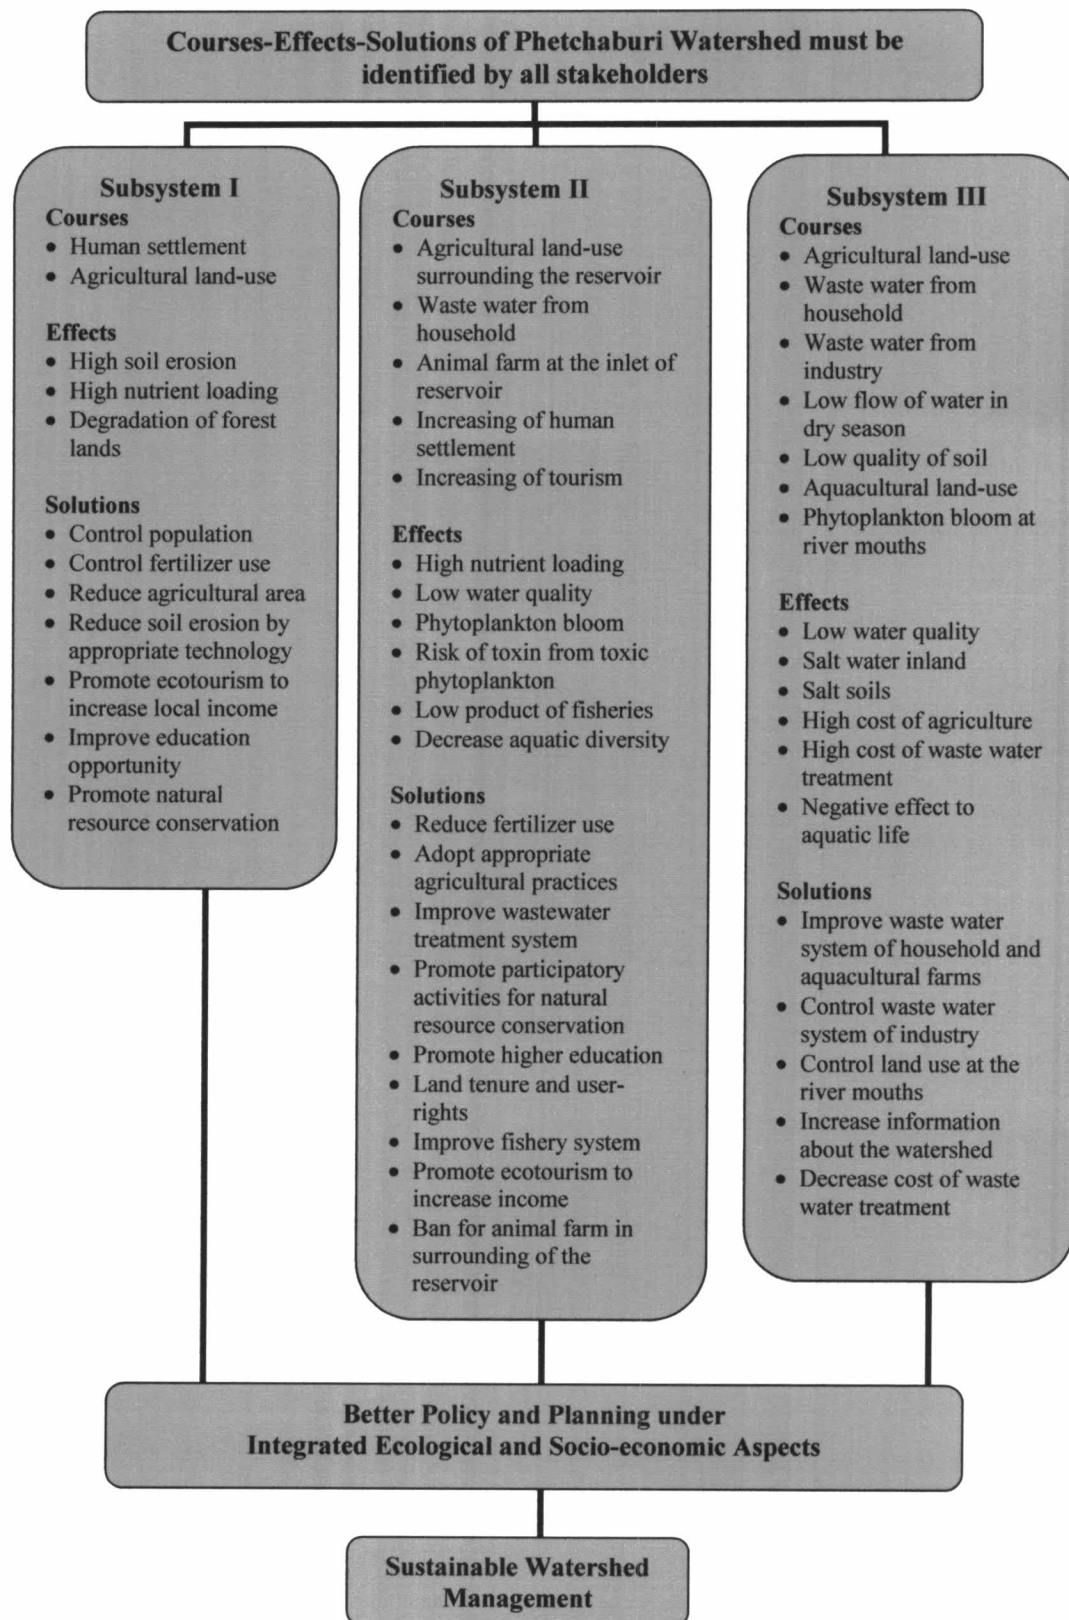 Courses-Effects-Solutions of Phetchaburi Watershed must be
identified by all stakeholders
Subsystem I
Courses
• Human settlement
• Agricultural land-use
Effects
• High soil erosion
• High nutrient loading
• Degradation of forest
lands
Solutions
• Control population
• Control fertilizer use
• Reduce agricultural area
• Reduce soil erosion by
appropriate technology
• Promote ecotourism to
increase local income
• Improve education
opportunity
• Promote natural
resource conservation
Subsystem II
Courses
• Agricultural land-use
surrounding the reservoir
• Waste water from
household
• Animal farm at the inlet of
reservoir
• Increasing of human
settlement
• Increasing of tourism
Effects
• High nutrient loading
• Low water quality
• Phytoplankton bloom
• Risk of toxin from toxic
phytoplankton
• Low product of fisheries
• Decrease aquatic diversity
Solutions
• Reduce fertilizer use
• Adopt appropriate
agricultural practices
• Improve wastewater
treatment system
• Promote participatory
activities for natural
resource conservation
• Promote higher education
• Land tenure and user-
rights
• Improve fishery system
• Promote ecotourism to
increase income
• Ban for animal farm in
surrounding of the
reservoir
Subsystem III
Courses
• Agricultural land-use
• Waste water from
household
• Waste water from
industry
• Low flow of water in
dry season
• Low quality of soil
• Aquacultural land-use
• Phytoplankton bloom at
river mouths
Effects
• Low water quality
• Salt water inland
• Salt soils
• High cost of agriculture
• High cost of waste water
treatment
• Negative effect to
aquatic life
Solutions
• Improve waste water
system of household and
aquacultural farms
• Control waste water
system of industry
• Control land use at the
river mouths
• Increase information
about the watershed
• Decrease cost of waste
water treatment
Better Policy and Planning under
Integrated Ecological and Socio-economic Aspects
Sustainable Watershed
Management